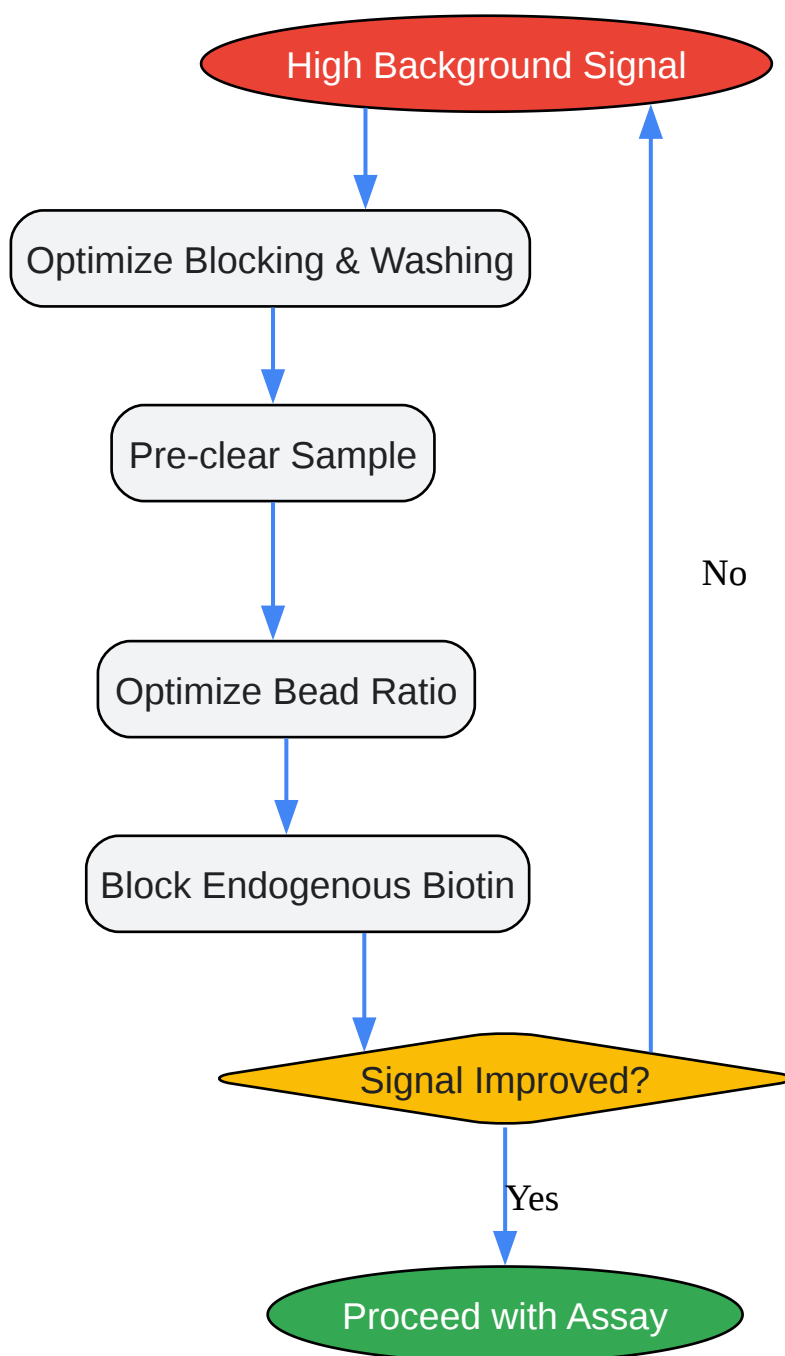 High Background Signal
Optimize Blocking & Washing
Pre-clear Sample
No
Optimize Bead Ratio
Block Endogenous Biotin
Signal Improved?
Yes
Proceed with Assay